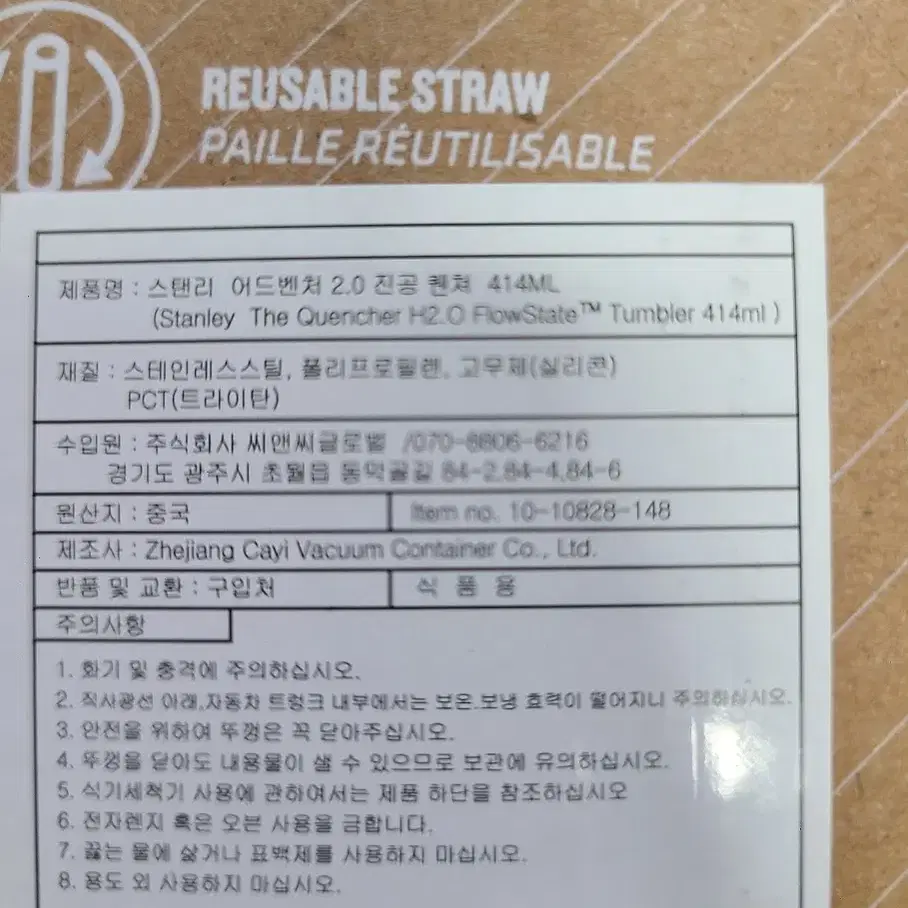 REUSABLE STRAW
PAILLE RÉUTILISABLE
제품명 : 스탠리 어드벤처 2.0 진공 퀜쳐 414ML
(Stanley The Quencher H2.O FlowState™ Tumbler 414ml )
재질 : 스테인레스스틸, 폴리프로필렌, 고무제(실리콘)
PCT(트라이탄)
수입원 : 주식회사 씨앤씨글로벌 /070-8806-6216
경기도 광주시 초월읍 동막골길 84-2,84-4,84-6
원산지 : 중국
Item no. 10-10828-148
제조사 : Zhejiang Cayi Vacuum Container Co., Ltd.
반품 및 교환 : 구입처
식 품 용
주의사항
1. 화기 및 충격에 주의하십시오.
2. 직사광선 아래,자동차 트렁크 내부에서는 보온.보냉 효력이 떨어지니 주의하십시오.
3. 안전을 위하여 뚜껑은 꼭 닫아주십시오.
4. 뚜껑을 닫아도 내용물이 샐 수 있으므로 보관에 유의하십시오.
5. 식기세척기 사용에 관하여서는 제품 하단을 참조하십시오
6. 전자렌지 혹은 오븐 사용을 금합니다.
7. 끓는 물에 삶거나 표백제를 사용하지 마십시오.
8. 용도 외 사용하지 마십시오.